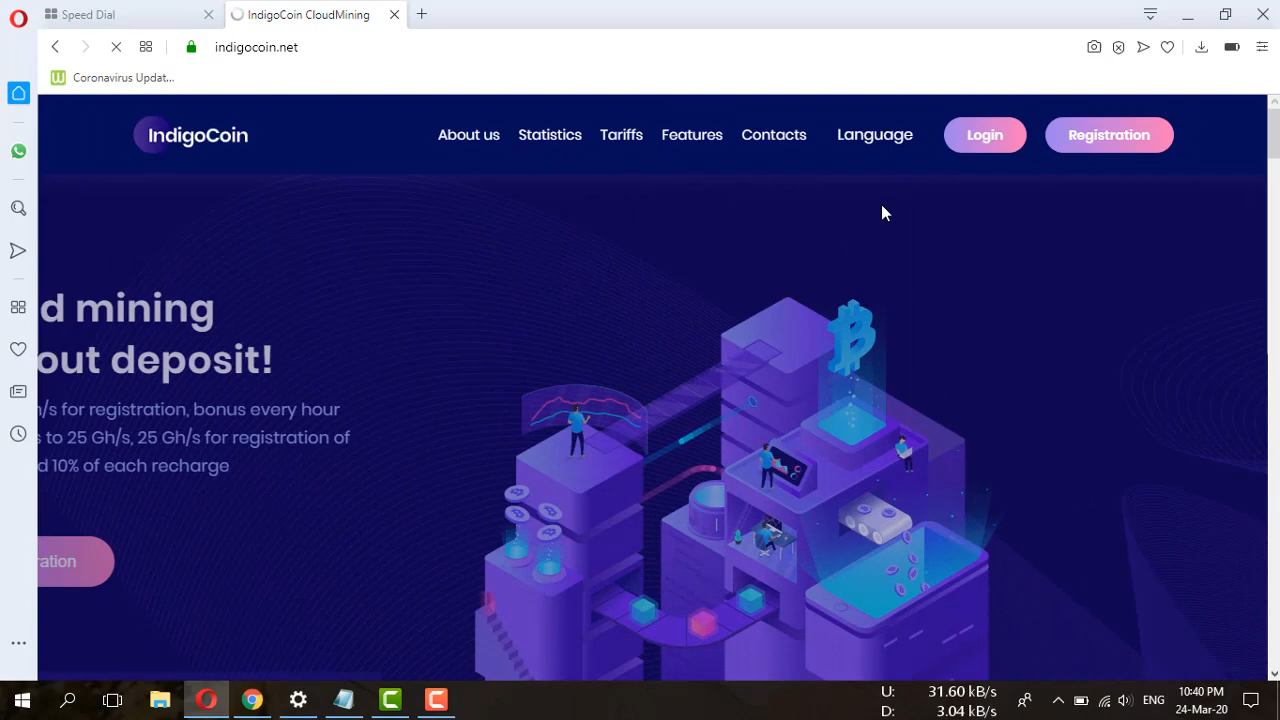 Speed Dial
IndigoCoin CloudMining
indigocoin.net
Coronavirus Updat...
IndigoCoin
About us
Statistics
Tariffs
Features
Contacts
Language
Login
Registration
d mining
out deposit!
h/s for registration, bonus every hour
s to 25 Gh/s, 25 Gh/s for registration of
d 10% of each recharge
ration
U: 31.60 kB/s
D: 3.04 kB/s
ENG
10:40 PM
24-Mar-20